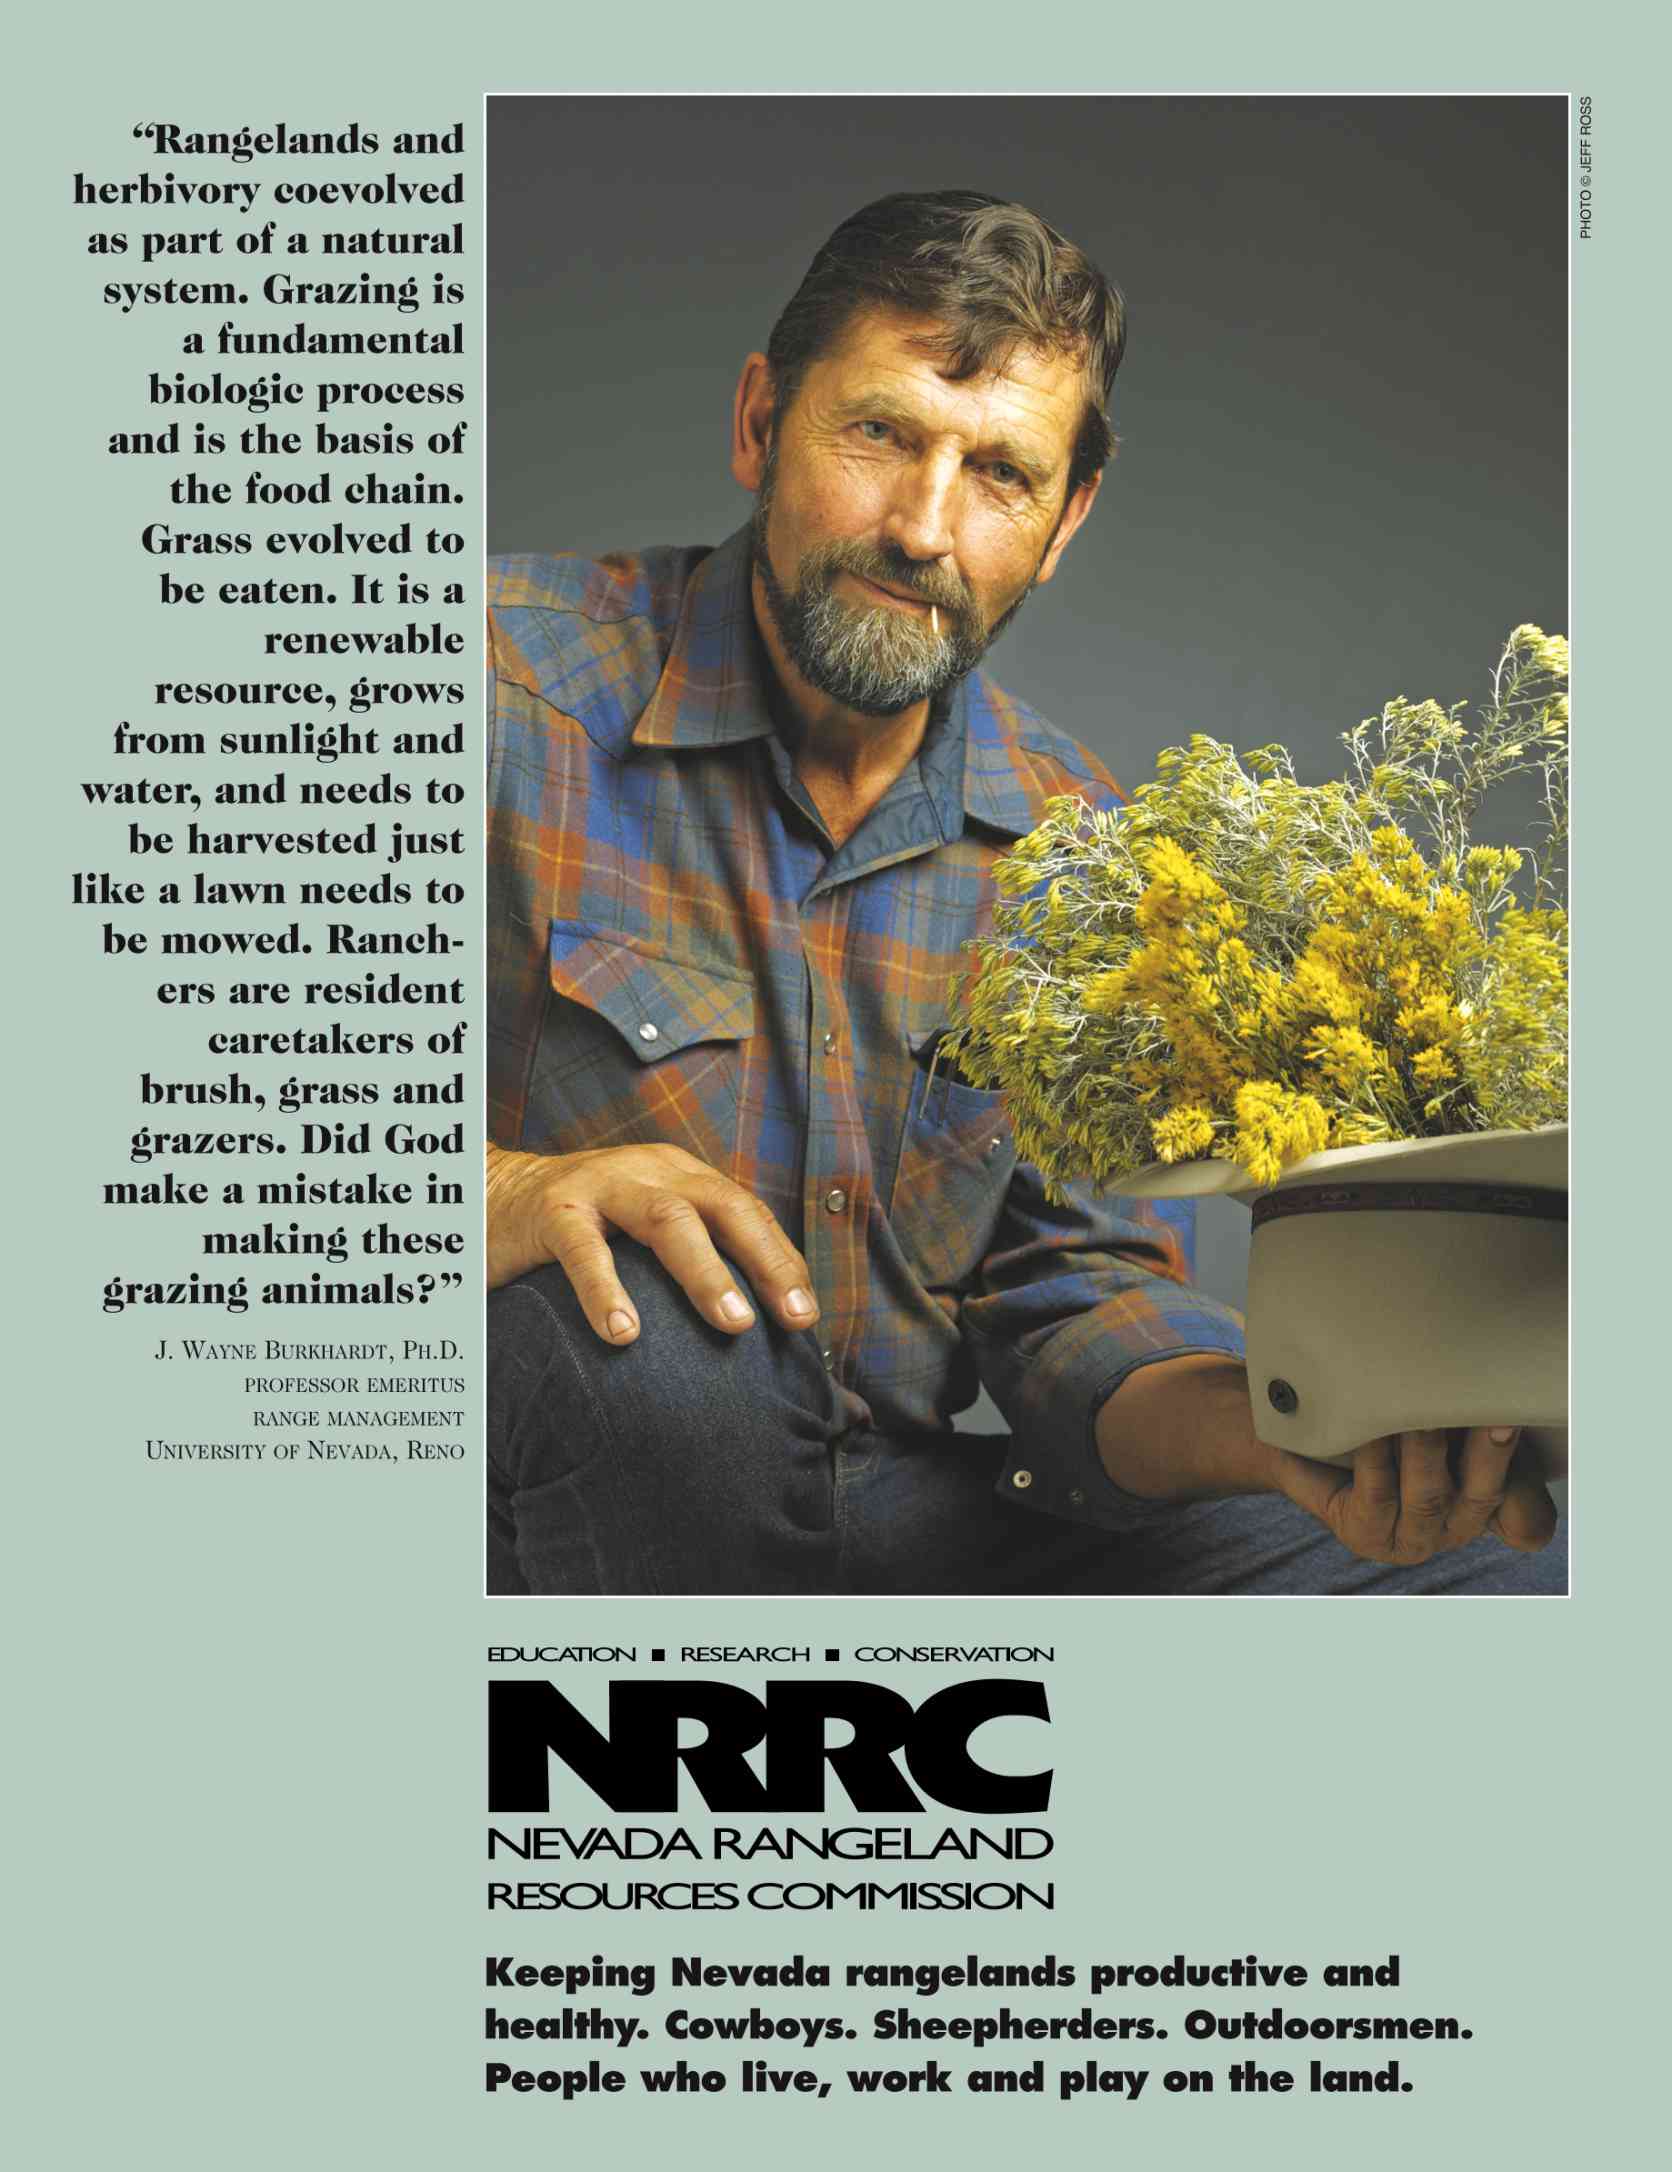 “Rangelands and
herbivory coevolved
as part of a natural
system. Grazing is
a fundamental
biologic process
and is the basis of
the food chain.
Grass evolved to
be eaten. It is a
renewable
resource, grows
from sunlight and
water, and needs to
be harvested just
like a lawn needs to
be mowed. Ranch-
ers are resident
caretakers of
brush, grass and
grazers. Did God
make a mistake in
making these
grazing animals?”
J. Wayne Burkhardt, Ph.D.
professor emeritus
range management
University of Nevada, Reno
PHOTO © JEFF ROSS
EDUCATION ■ RESEARCH ■ CONSERVATION
NRRC
NEVADA RANGELAND
RESOURCES COMMISSION
Keeping Nevada rangelands productive and
healthy. Cowboys. Sheepherders. Outdoorsmen.
People who live, work and play on the land.